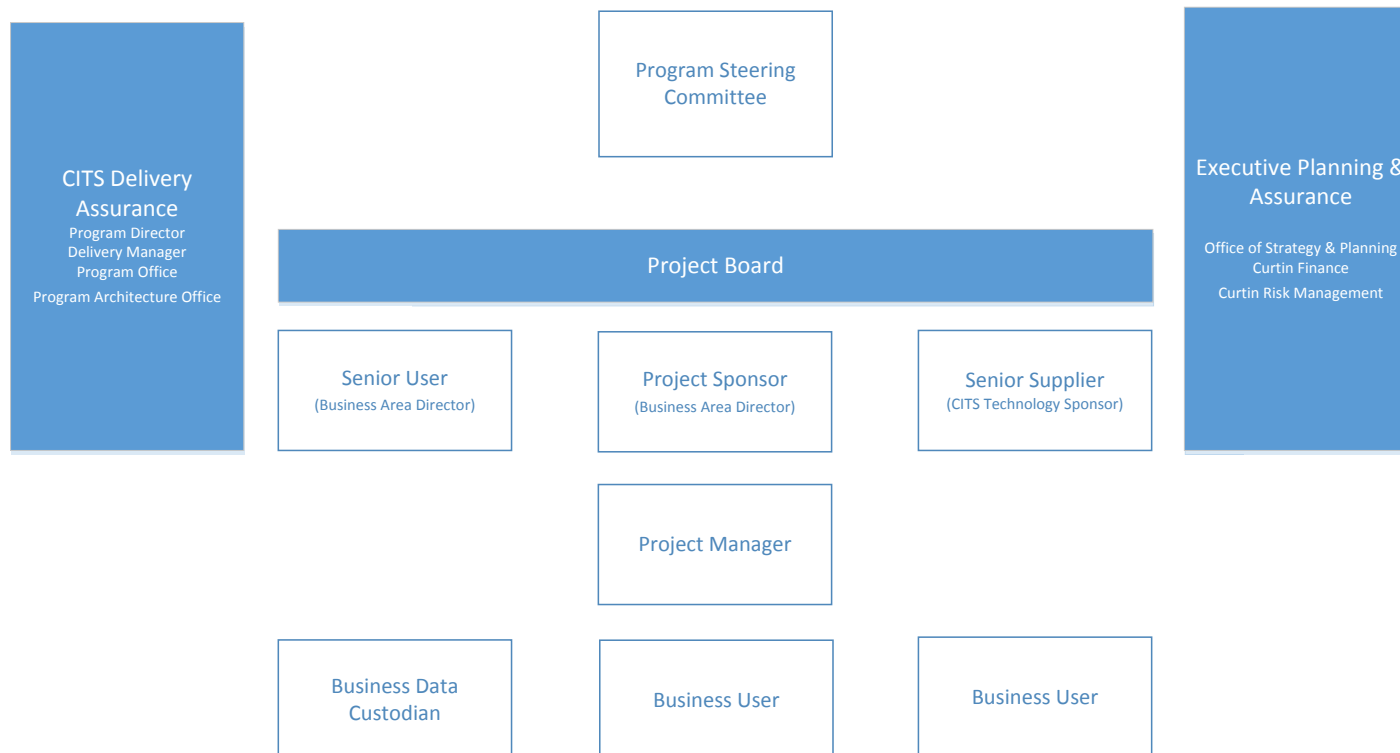 Program Steering
Committee
CITS Delivery
Assurance
Program Director
Delivery Manager
Program Office
Program Architecture Office
Executive Planning &
Assurance
Office of Strategy & Planning
Curtin Finance
Curtin Risk Management
Project Board
Senior User
(Business Area Director)
Project Sponsor
(Business Area Director)
Senior Supplier
(CITS Technology Sponsor)
Project Manager
Business Data
Custodian
Business User
Business User